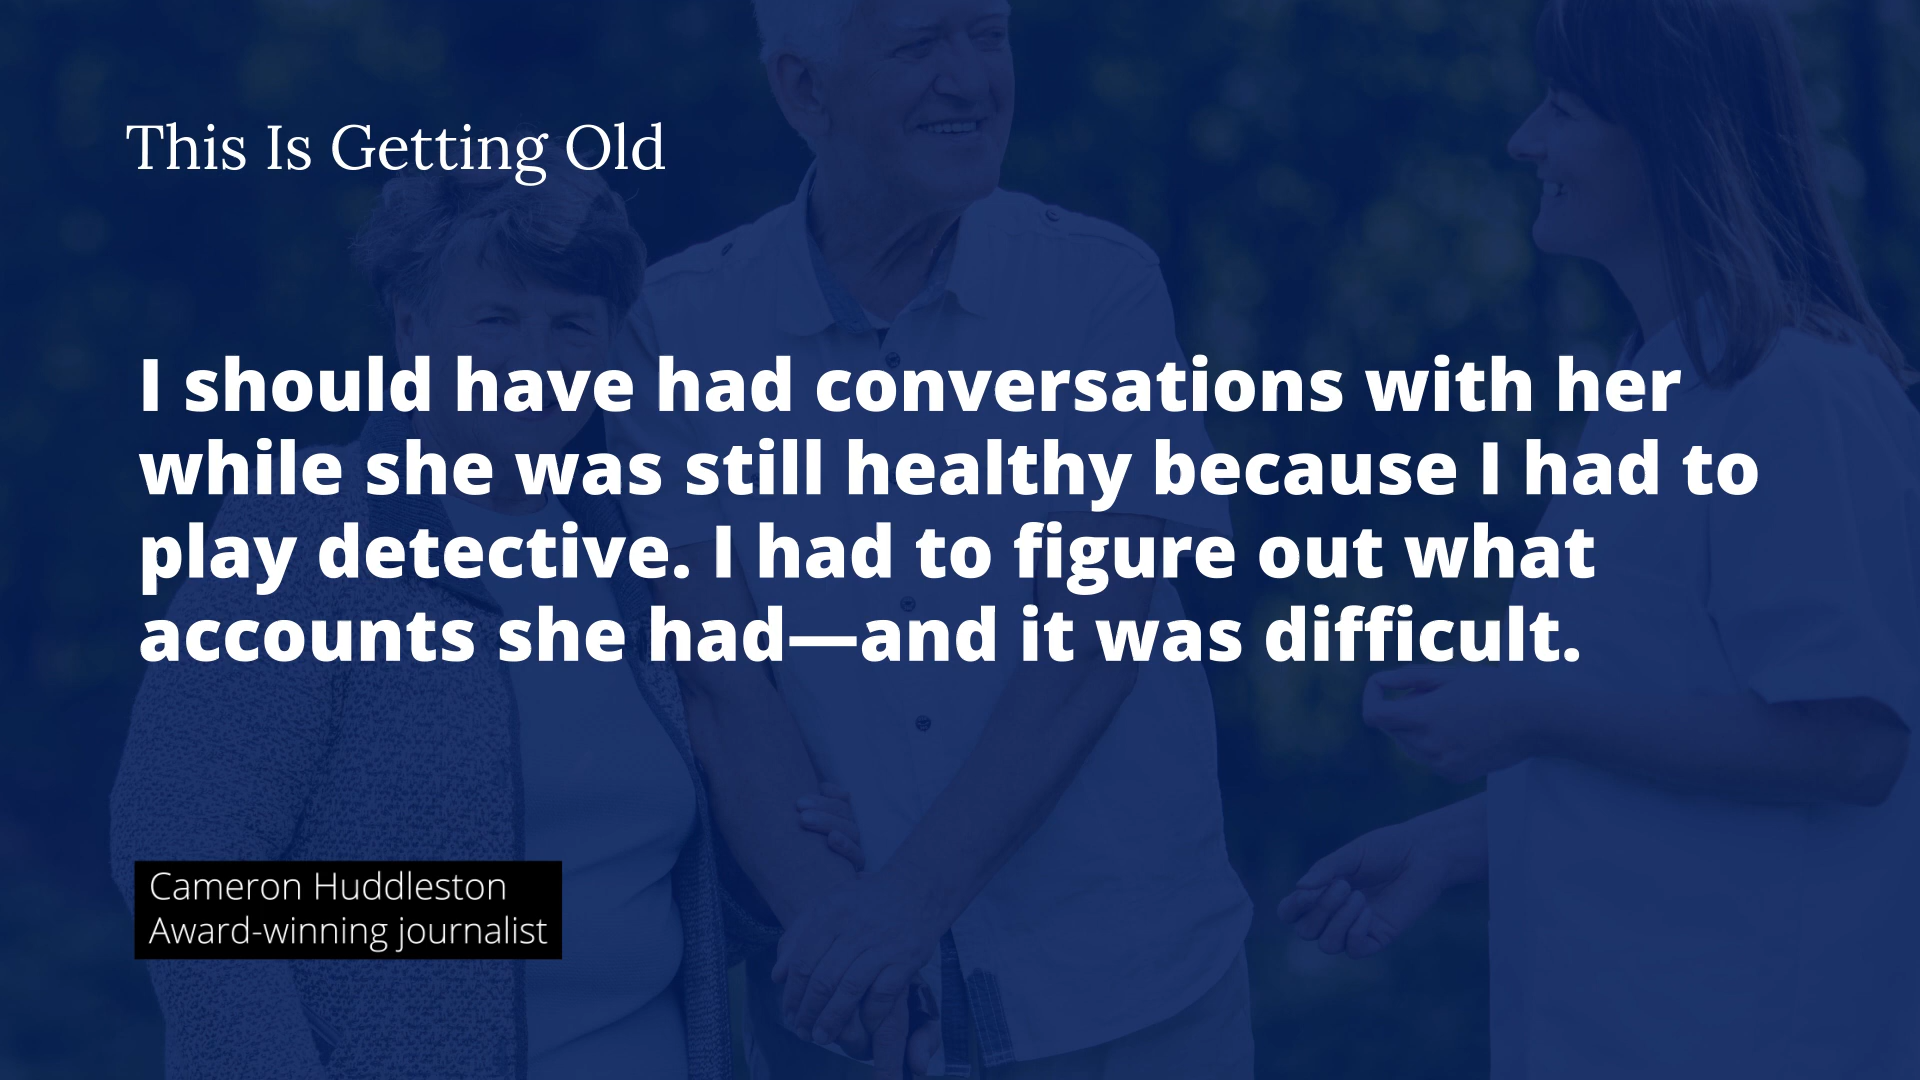 This Is Getting Old
I should have had conversations with her
while she was still healthy because I had to
play detective. I had to figure out what
accounts she had—and it was difficult.
Cameron Huddleston
Award-winning journalist